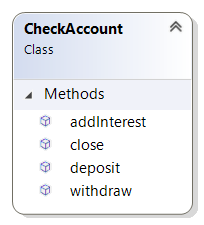 CheckAccount
Class
Methods
addInterest
close
deposit
withdraw